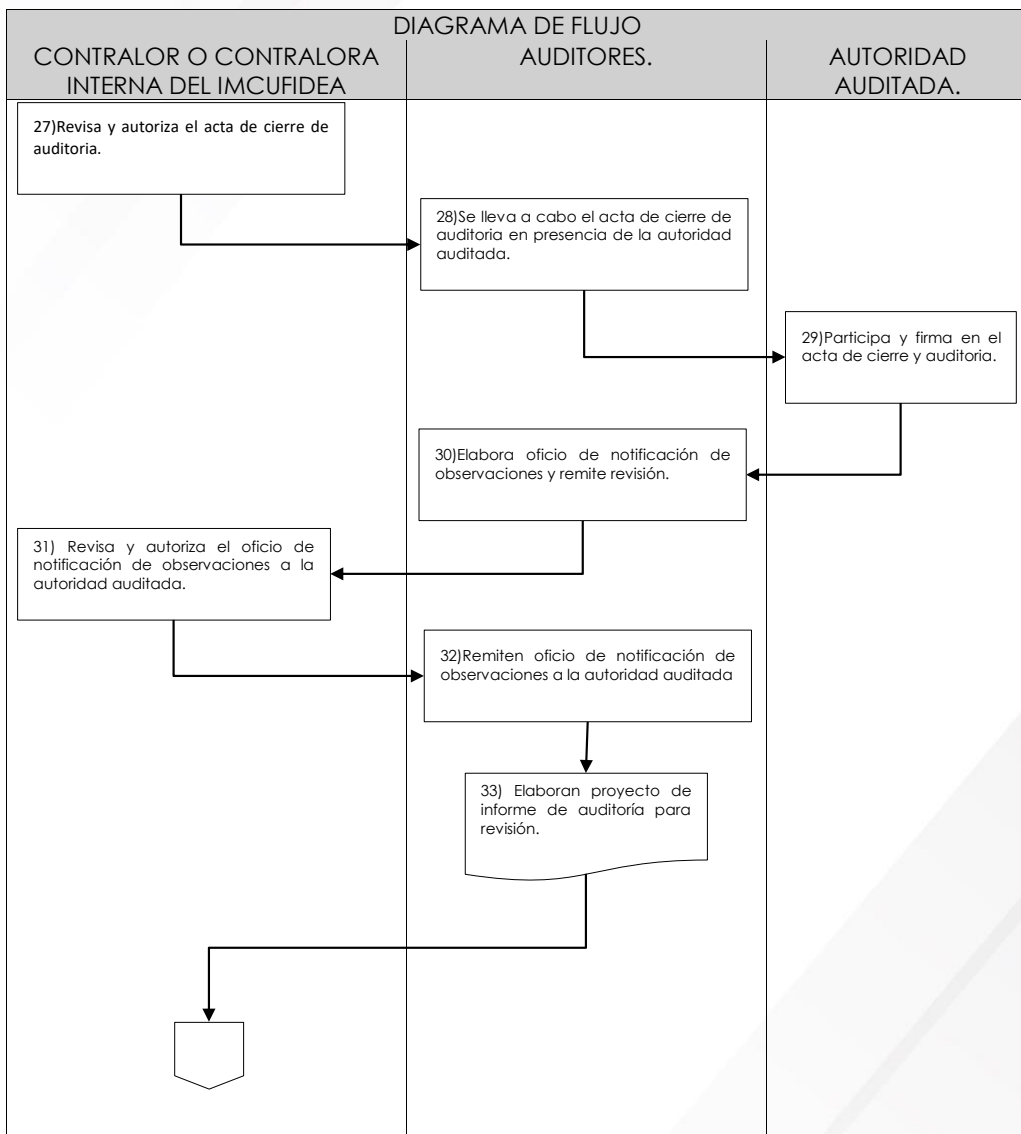 DIAGRAMA DE FLUJO
CONTRALOR O CONTRALORA
INTERNA DEL IMCUFIDEA
AUDITORES.
AUTORIDAD
AUDITADA.
27)Revisa y autoriza el acta de cierre de
auditoria.
28)Se lleva a cabo el acta de cierre de
auditoria en presencia de la autoridad
auditada.
29)Participa y firma en el
acta de cierre y auditoria.
30)Elabora oficio de notificación de
observaciones y remite revisión.
31) Revisa y autoriza el oficio de
notificación de observaciones a la
autoridad auditada.
32)Remiten oficio de notificación de
observaciones a la autoridad auditada
33) Elaboran proyecto de
informe de auditoría para
revisión.